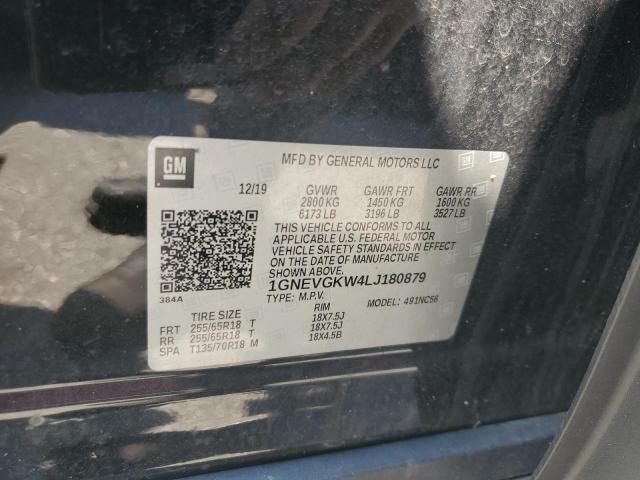 GM
MFD BY GENERAL MOTORS LLC
12/19 GVWR GAWR FRT GAWR RR
2800 KG 1450 KG 1600 KG
6173 LB 3196 LB 3527 LB
THIS VEHICLE CONFORMS TO ALL
APPLICABLE U.S. FEDERAL MOTOR
VEHICLE SAFETY STANDARDS IN EFFECT
ON THE DATE OF MANUFACTURE SHOWN ABOVE.
1GNEVGKW4LJ180879
384A
TYPE: M.P.V. MODEL: 491NC56
TIRE SIZE RIM
FRT 255/65R18 T 18X7.5J
RR 255/65R18 T 18X7.5J
SPA T135/70R18 M 18X4.5B